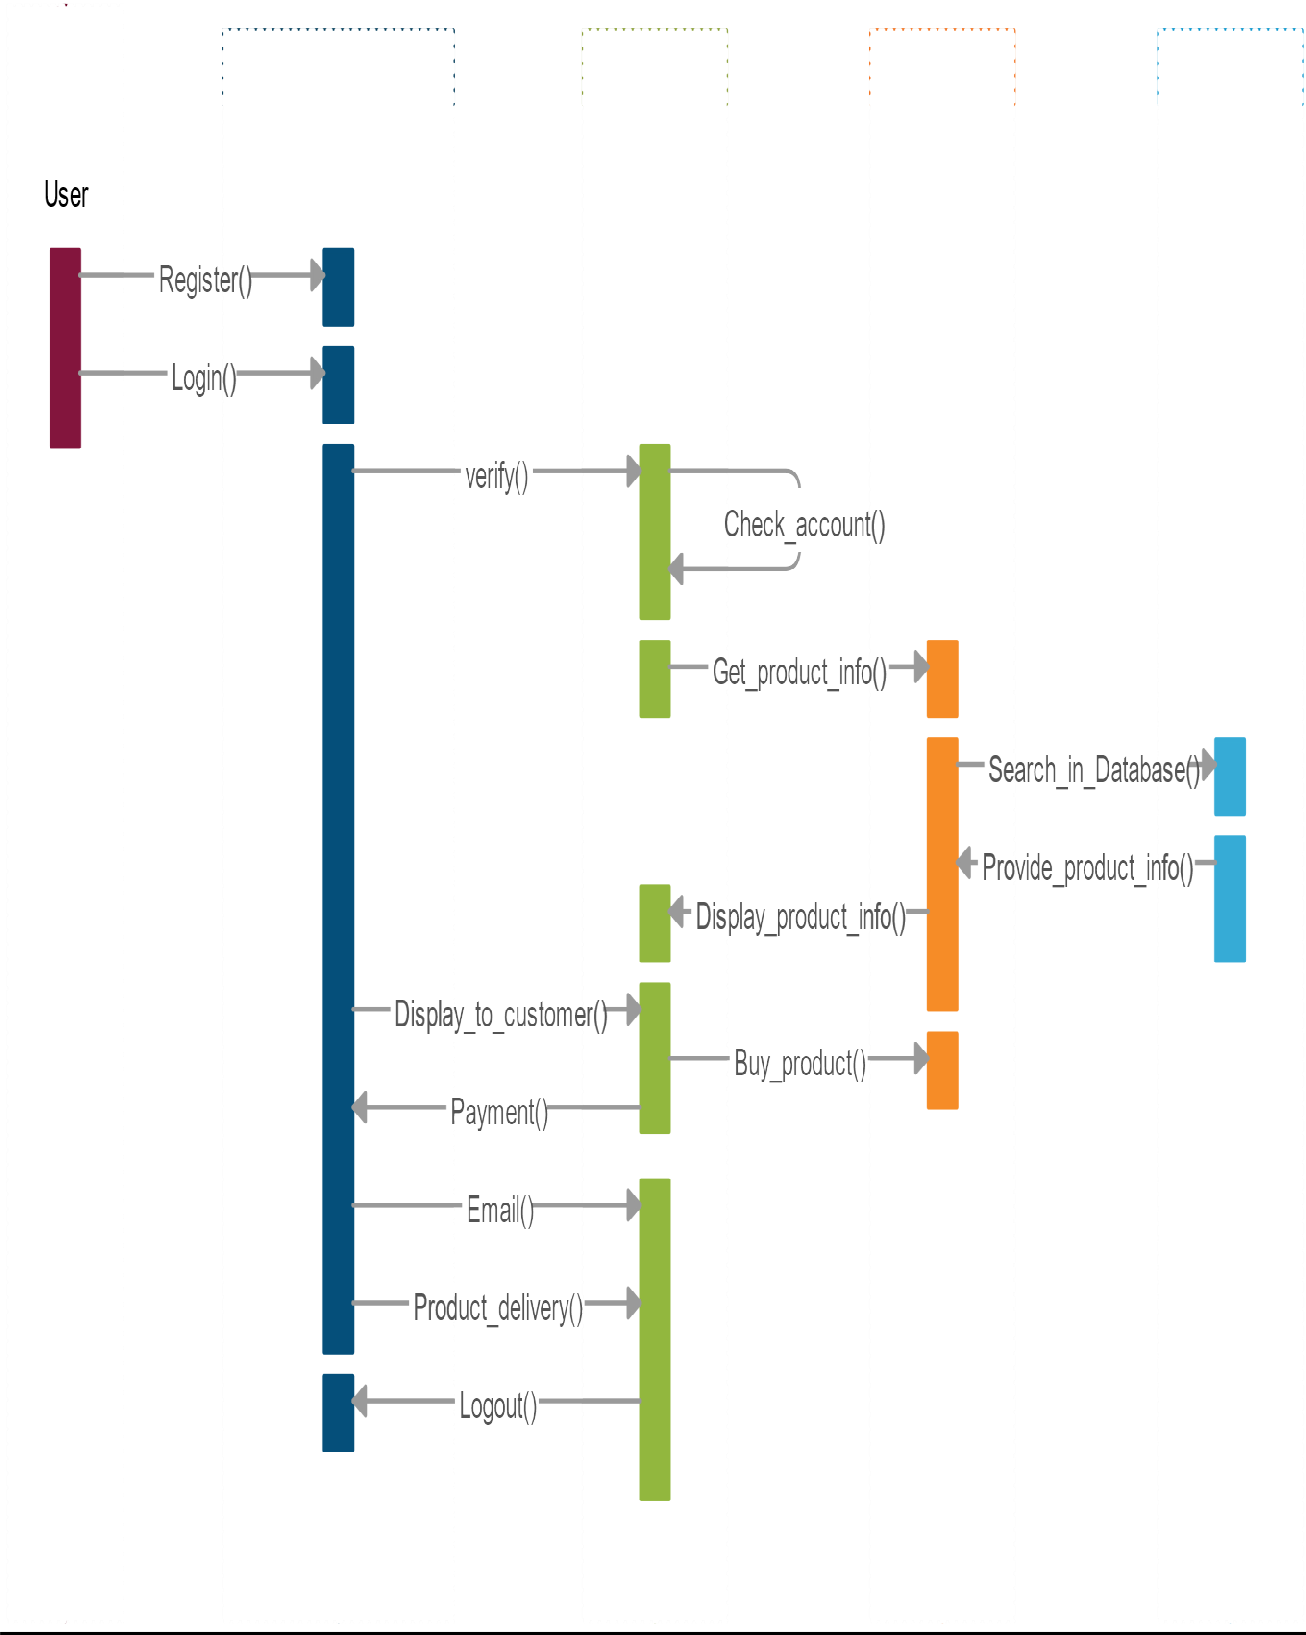 User
Register()
Login()
verify()
Check_account()
Get_product_info()
Search_in_Database()
Provide_product_info()
Display_product_info()
Display_to_customer()
Buy_product()
Payment()
Email()
Product_delivery()
Logout()